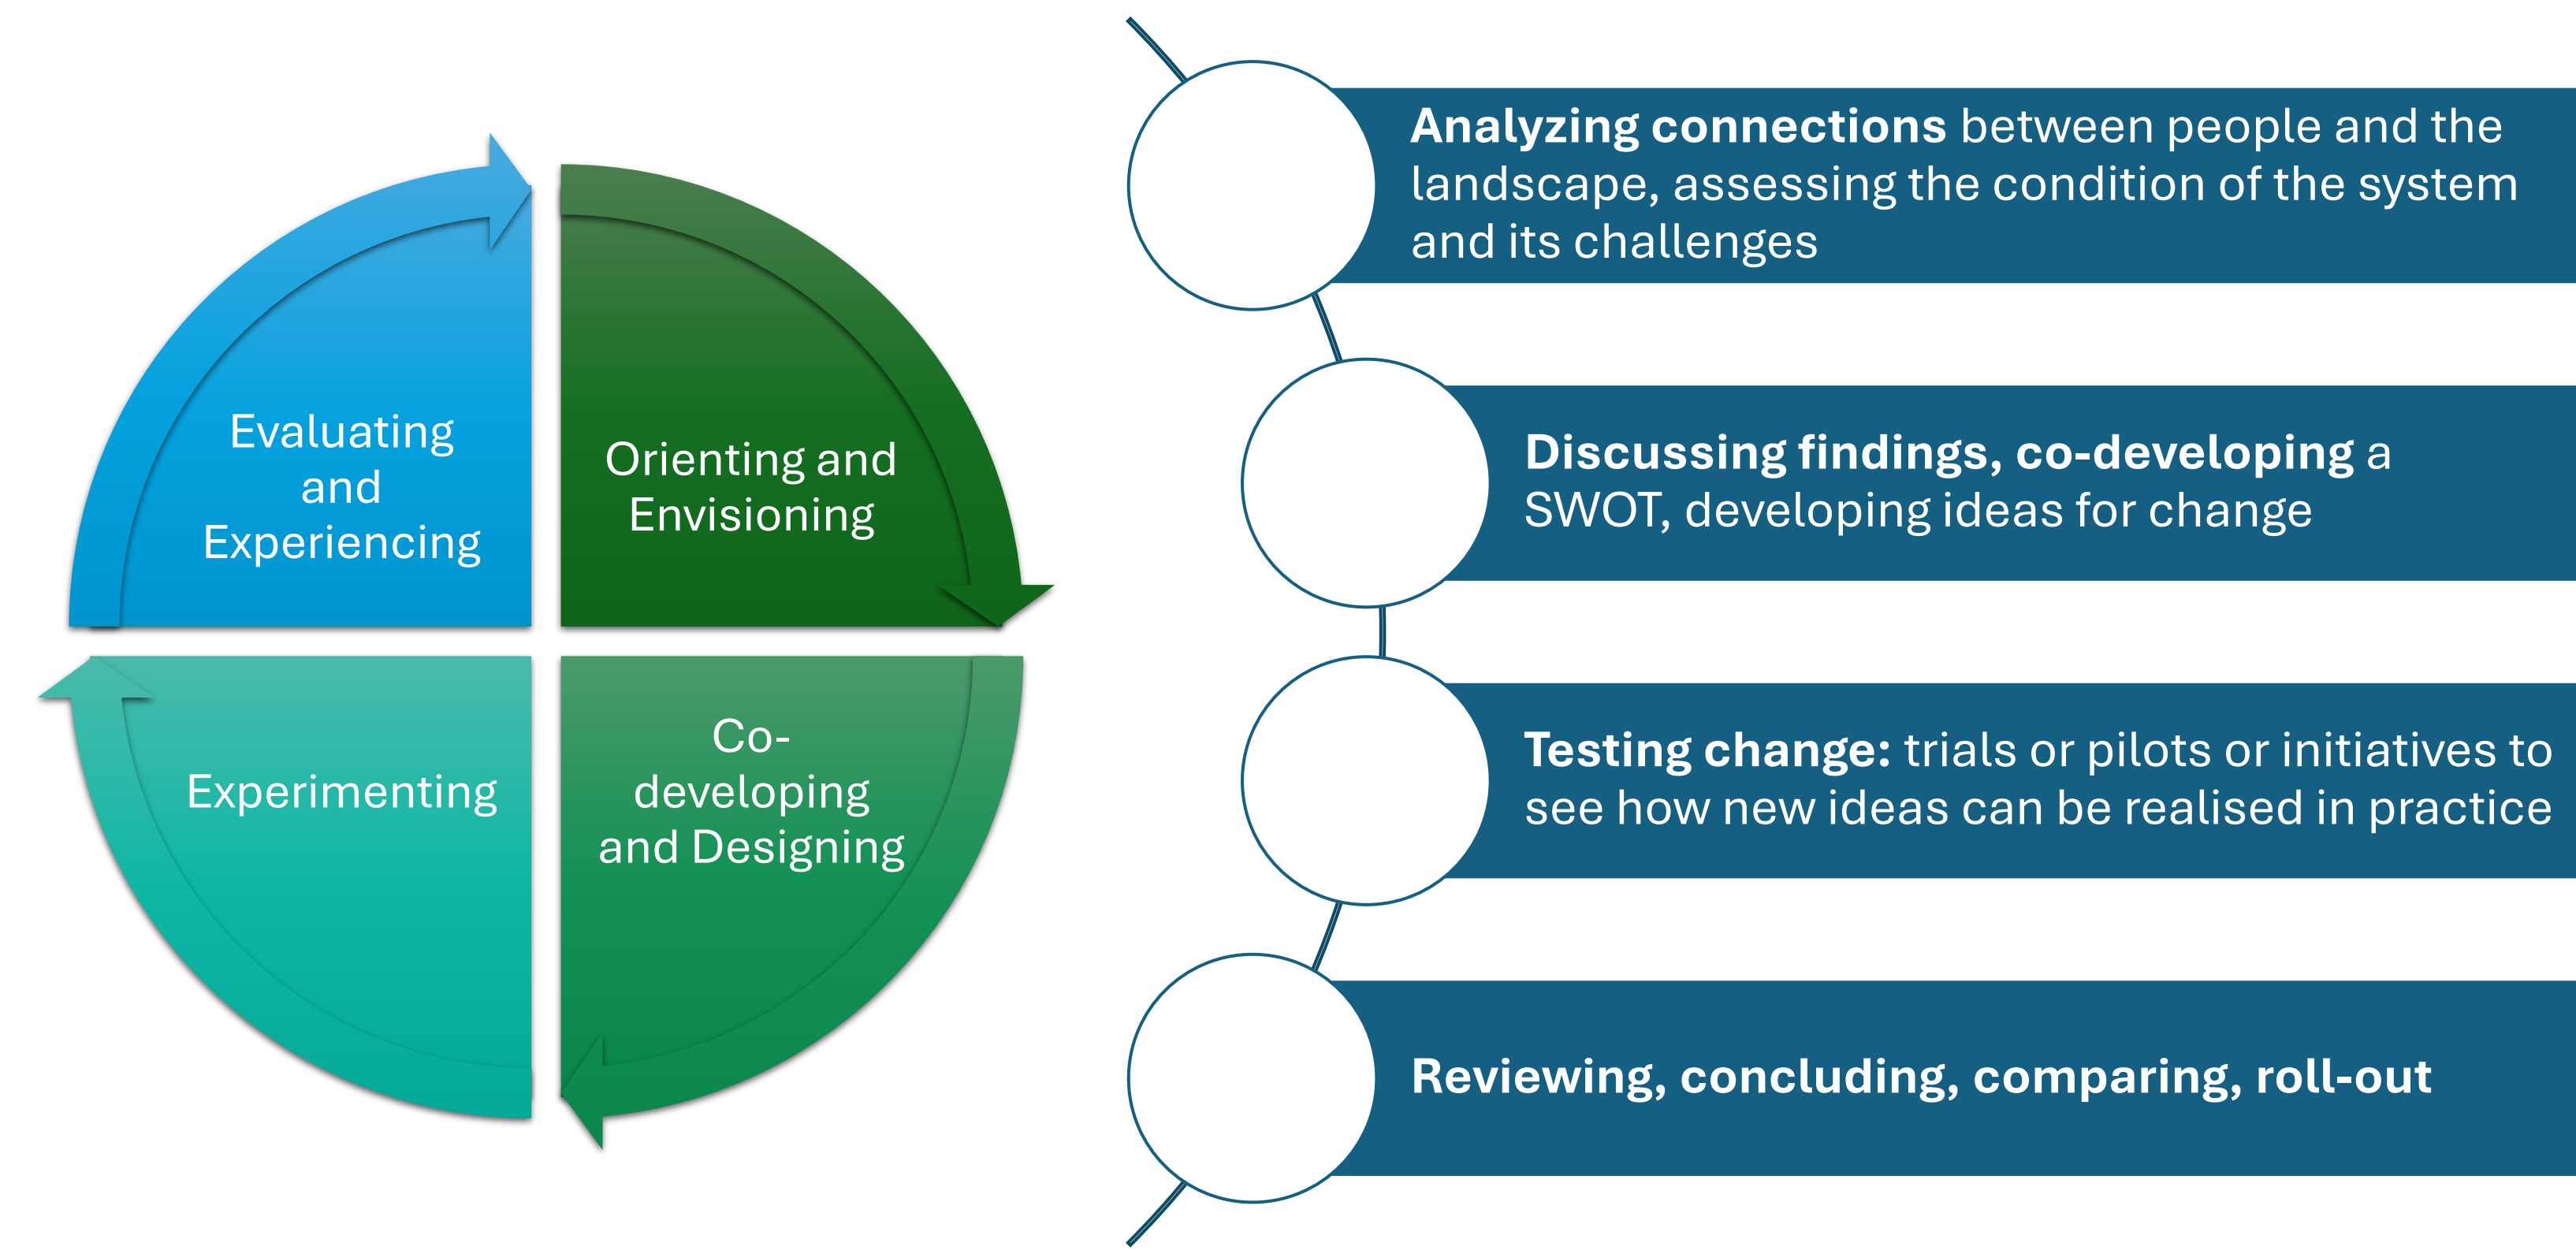 Evaluating
and
Experiencing
Orienting and
Envisioning
Experimenting
Co-
developing
and Designing
Analyzing connections between people and the
landscape, assessing the condition of the system
and its challenges
Discussing findings, co-developing a
SWOT, developing ideas for change
Testing change: trials or pilots or initiatives to
see how new ideas can be realised in practice
Reviewing, concluding, comparing, roll-out